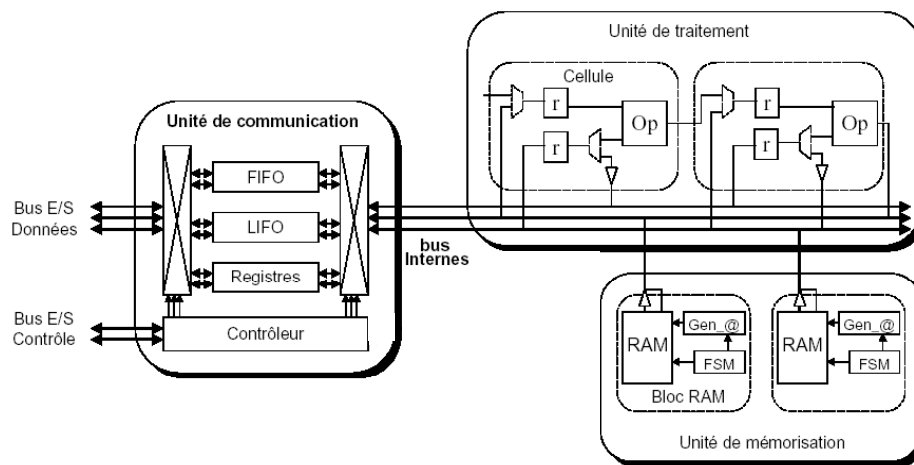 Unité de traitement
Cellule
r
Op
r
r
Op
r
Unité de communication
FIFO
LIFO
Registres
Contrôleur
Bus E/S
Données
Bus E/S
Contrôle
bus
Internes
RAM
Gen_@
FSM
Bloc RAM
RAM
Gen_@
FSM
Unité de mémorisation